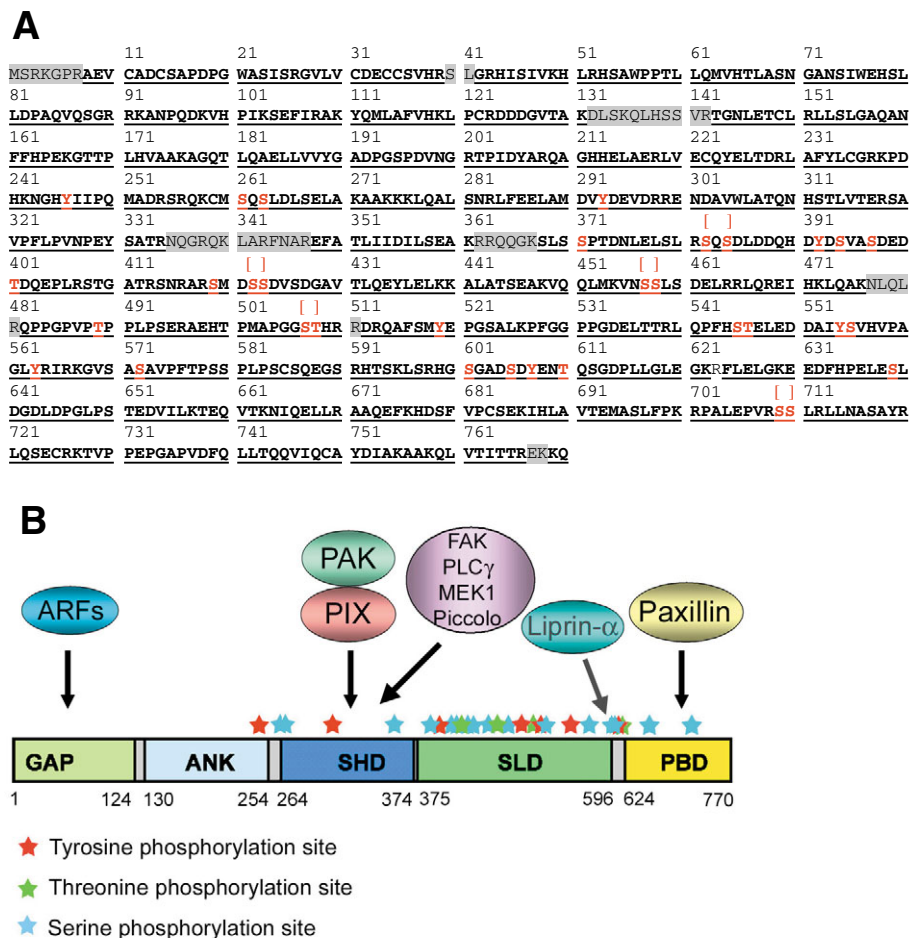 A
11 21 31 41 51 61 71
MSRKGPRAEV CADCSAPDPG WASISRGVLV CDECCSVHRS LGRHISIVKH LRHSAWPPTL LQMVHTLASN GANSIWEHSL
81 91 101 111 121 131 141 151
LDPAQVQSGR RKANPQDKVH PIKSEFIRAK YQMLAFVHKL PCRDDDGVTA KDLSKQLHSS VRTGNLETCL RLLSLGAQAN
161 171 181 191 201 211 221 231
FFHPEKGTTP LHVAAKAGQT LQAELLVVYG ADPGSPDVNG RTPIDYARQA GHHELAERLV ECQYELTDRL AFYLCGRKPD
241 251 261 271 281 291 301 311
HKNGHYIIPQ MADRSRQKCM SQSLDLSELA KAAKKKLQAL SNRLFEELAM DVYDEVDRRE NDAVWLATQN HSTLVTERSA
321 331 341 351 361 371 [ ] 391
VPFLPVNPEY SATRNQGRQK LARFNAREFA TLIIDILSEA KRRQQGKSLS SPTDNLELSL RSQSDLDDQH DYDSVASDED
401 411 [ ] 451 [ ] 461 471
TDQEPLRSTG ATRSNRARSM DSSDVSDGAV TLQEYLELKK ALATSEAKVQ QLMKVNSSLS DELRRLQREI HKLQAKNLQL
481 491 501 [ ] 511 531 541 551
RQPPGPVPTP PLPSERAEHT PMAPGGSTHR RDRQAFSMYE PGSALKPFGG PPGDELTTRL QPFHSTELED DAIYSVHVPA
561 571 581 591 601 611 621 631
GLYRIRKGVS ASAVPFTPSS PLPSCSQEGS RHTSKLSRHG SGADSDYENT QSGDPLLGLE GKRFLELGKE EDFHPELESL
641 651 661 671 681 691 701 [ ] 711
DGDLDPGLPS TEDVILKTEQ VTKNIQELLR AAQEFKHDSF VPCSEKIHLA VTEMASLFPK RPALEPVRSS LRLLNASAYR
721 731 741 751 761
LQSECRKTVP PEPGAPVDFQ LLTQQVIQCA YDIAKAAKQL VTITTREKKQ
B
ARFs
PAK
PIX
FAK
PLCγ
MEK1
Piccolo
Liprin-α
Paxillin
GAP ANK SHD SLD PBD
1 124 130 254 264 374 375 596 624 770
Tyrosine phosphorylation site
Threonine phosphorylation site
Serine phosphorylation site